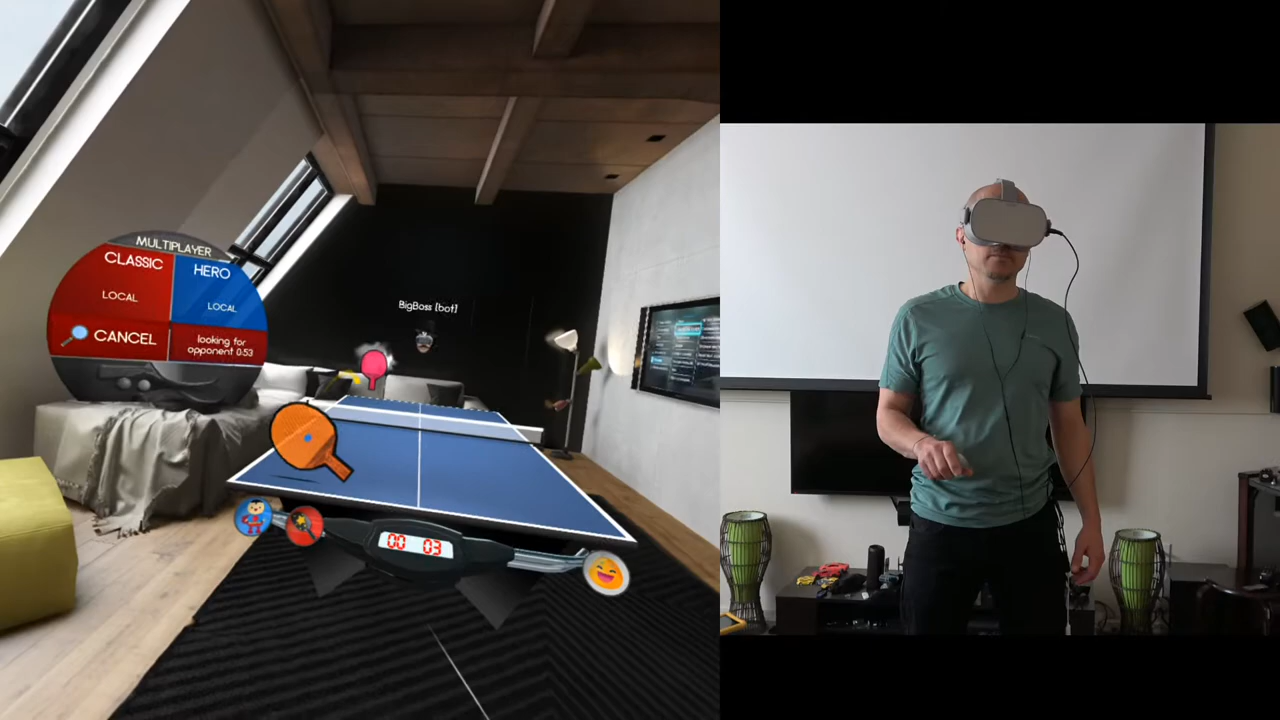 MULTIPLAYER
CLASSIC
HERO
LOCAL
LOCAL
CANCEL
looking for
opponent 0:53
BigBoss [bot]
00 03